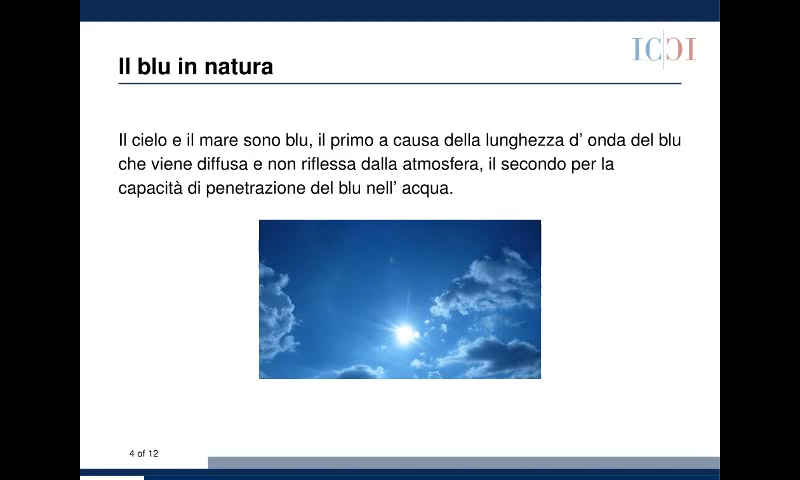 ICCI
Il blu in natura
Il cielo e il mare sono blu, il primo a causa della lunghezza d’ onda del blu
che viene diffusa e non riflessa dalla atmosfera, il secondo per la
capacità di penetrazione del blu nell’ acqua.
4 of 12